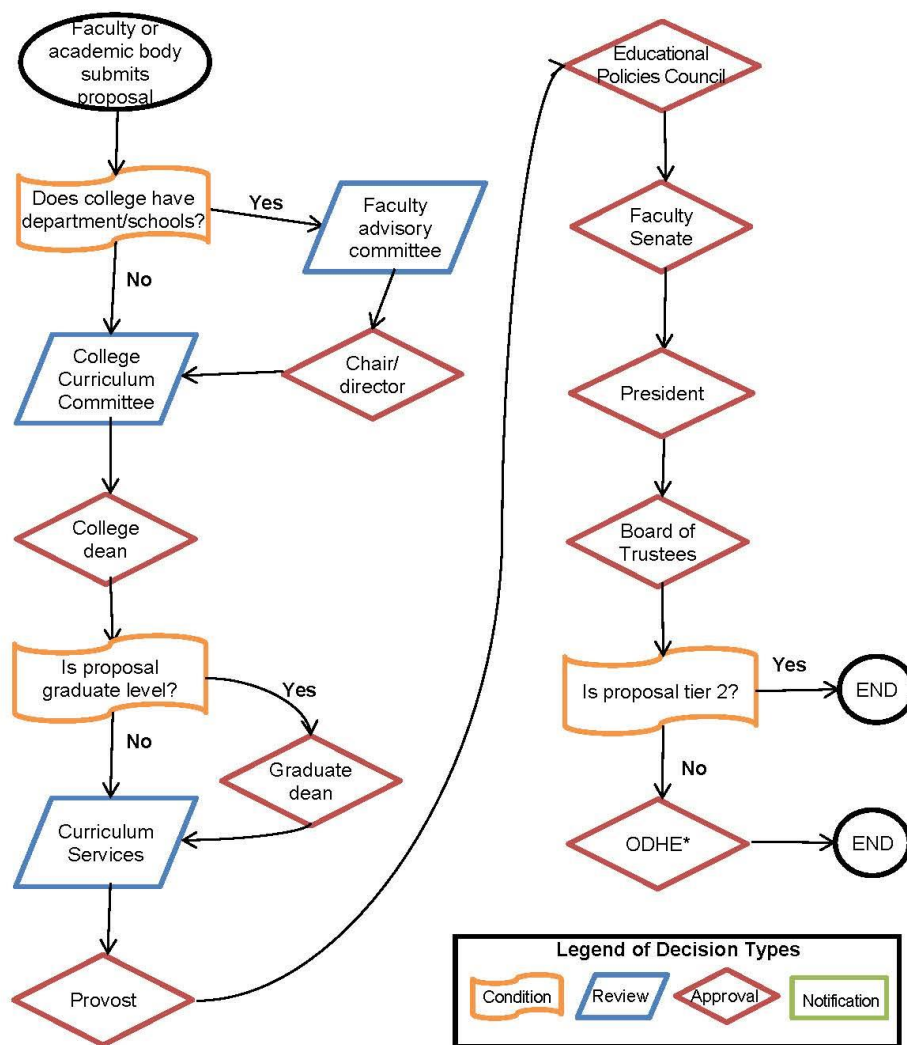 Faculty or
academic body
submits
proposal
Does college have
department/schools?
Yes
Faculty
advisory
committee
No
College
Curriculum
Committee
Chair/
director
College
dean
Is proposal
graduate level?
Yes
No
Graduate
dean
Curriculum
Services
Provost
Educational
Policies Council
Faculty
Senate
President
Board of
Trustees
Is proposal tier 2?
Yes
END
No
ODHE*
END
Legend of Decision Types
Condition
Review
Approval
Notification